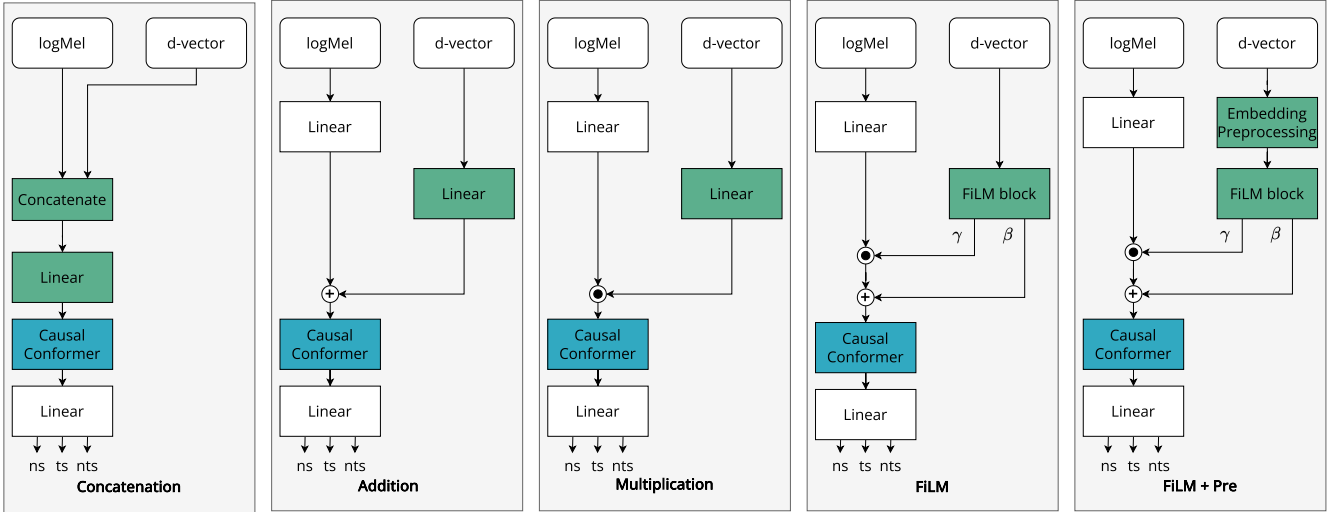 logMel
d-vector
Concatenate
Linear
Causal
Conformer
Linear
ns ts nts
Concatenation
logMel
d-vector
Linear
Linear
+
Causal
Conformer
Linear
ns ts nts
Addition
logMel
d-vector
Linear
Linear
Causal
Conformer
Linear
ns ts nts
Multiplication
logMel
d-vector
Linear
FiLM block
γ β
+
Causal
Conformer
Linear
ns ts nts
FiLM
logMel
d-vector
Linear
Embedding
Preprocessing
FiLM block
γ β
+
Causal
Conformer
Linear
ns ts nts
FiLM + Pre